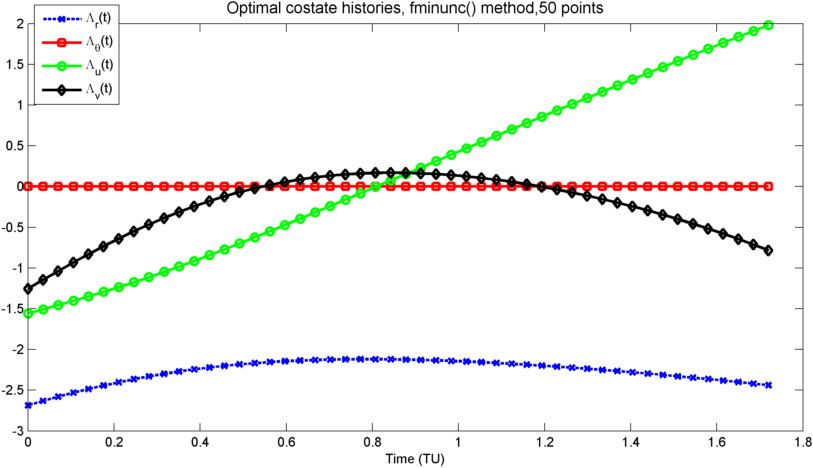 Optimal costate histories, fminunc() method,50 points
Λr(t)
Λθ(t)
Λu(t)
Λv(t)
2
1.5
1
0.5
0
-0.5
-1
-1.5
-2
-2.5
-3
0 0.2 0.4 0.6 0.8 1 1.2 1.4 1.6 1.8
Time (TU)